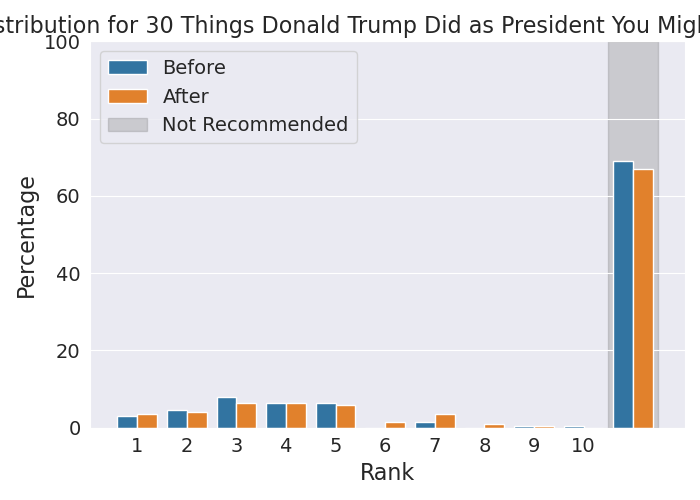 stribution for 30 Things Donald Trump Did as President You Migh
100
80
60
40
20
0
Percentage
Before
After
Not Recommended
1 2 3 4 5 6 7 8 9 10
Rank